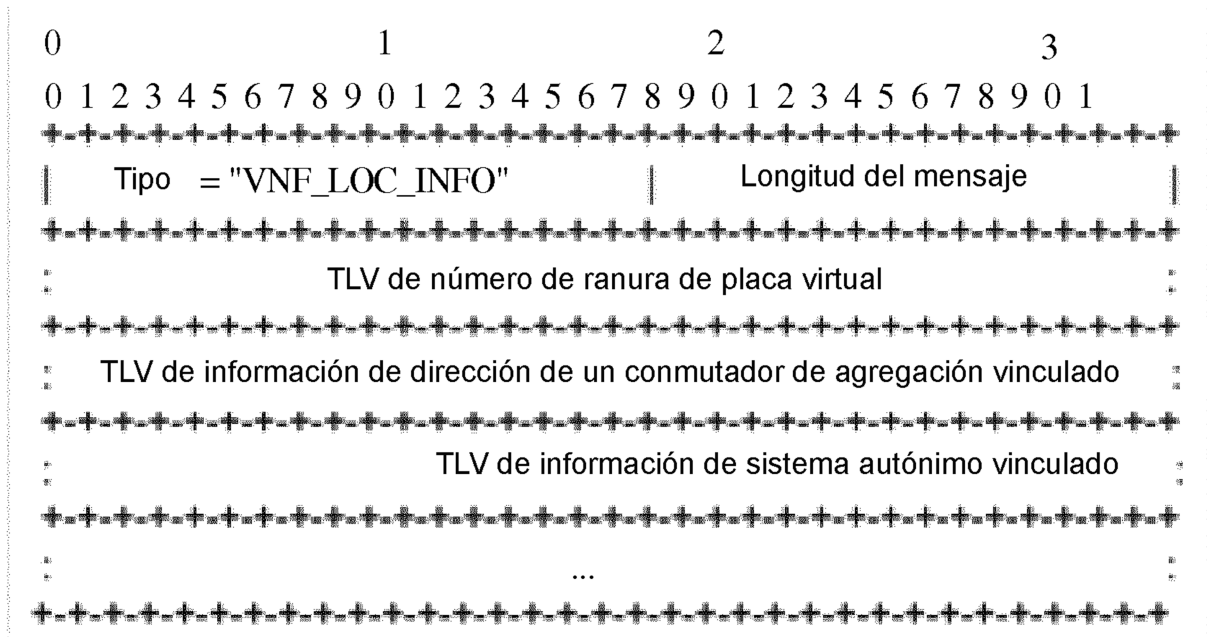 0 1 2 3
0 1 2 3 4 5 6 7 8 9 0 1 2 3 4 5 6 7 8 9 0 1 2 3 4 5 6 7 8 9 0 1
+-+-+-+-+-+-+-+-+-+-+-+-+-+-+-+-+-+-+-+-+-+-+-+-+-+-+-+-+-+-+-+-+
| Tipo = "VNF_LOC_INFO" | Longitud del mensaje |
+-+-+-+-+-+-+-+-+-+-+-+-+-+-+-+-+-+-+-+-+-+-+-+-+-+-+-+-+-+-+-+-+
: TLV de número de ranura de placa virtual :
+-+-+-+-+-+-+-+-+-+-+-+-+-+-+-+-+-+-+-+-+-+-+-+-+-+-+-+-+-+-+-+-+
: TLV de información de dirección de un conmutador de agregación vinculado :
+-+-+-+-+-+-+-+-+-+-+-+-+-+-+-+-+-+-+-+-+-+-+-+-+-+-+-+-+-+-+-+-+
: TLV de información de sistema autónimo vinculado :
+-+-+-+-+-+-+-+-+-+-+-+-+-+-+-+-+-+-+-+-+-+-+-+-+-+-+-+-+-+-+-+-+
: ... :
+-+-+-+-+-+-+-+-+-+-+-+-+-+-+-+-+-+-+-+-+-+-+-+-+-+-+-+-+-+-+-+-+